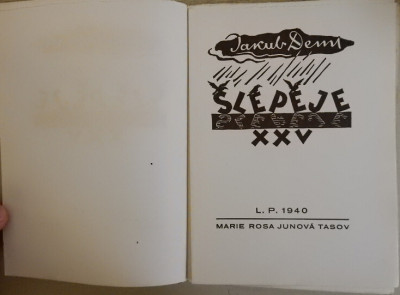 Jakub Deml
ŠLÉPĚJE
XXV
L. P. 1940
MARIE ROSA JUNOVÁ TASOV